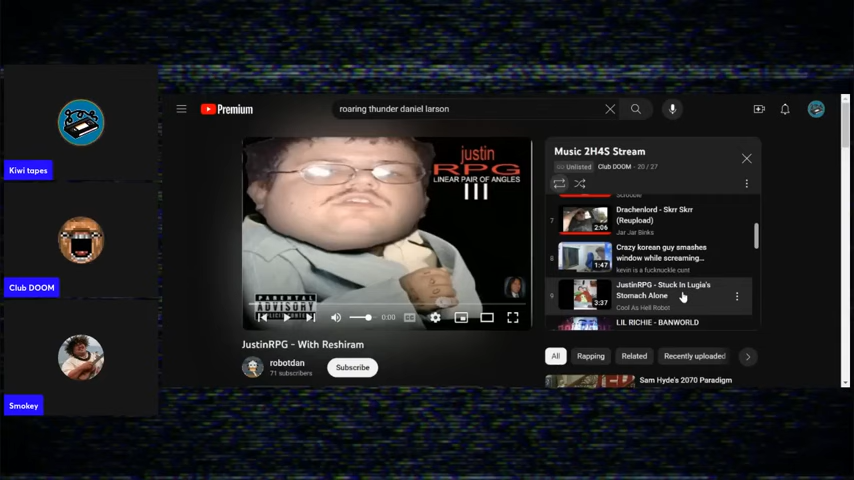 Premium
roaring thunder daniel larson
Kiwi tapes
Club DOOM
Smokey
justin
RPG
LINEAR PAIR OF ANGLES
III
PARENTAL
ADVISORY
0:00
JustinRPG - With Reshiram
robotdan
71 subscribers
Subscribe
Music 2H4S Stream
Unlisted
Club DOOM - 20 / 27
7
2:06
Drachenlord - Skrr Skrr
(Reupload)
Jar Jar Binks
8
1:47
Crazy korean guy smashes
window while screaming...
kevin is a fucknuckle cunt
9
3:37
JustinRPG - Stuck In Lugia's
Stomach Alone
Cool As Hell Robot
LIL RICHIE - BANWORLD
All
Rapping
Related
Recently uploaded
Sam Hyde's 2070 Paradigm